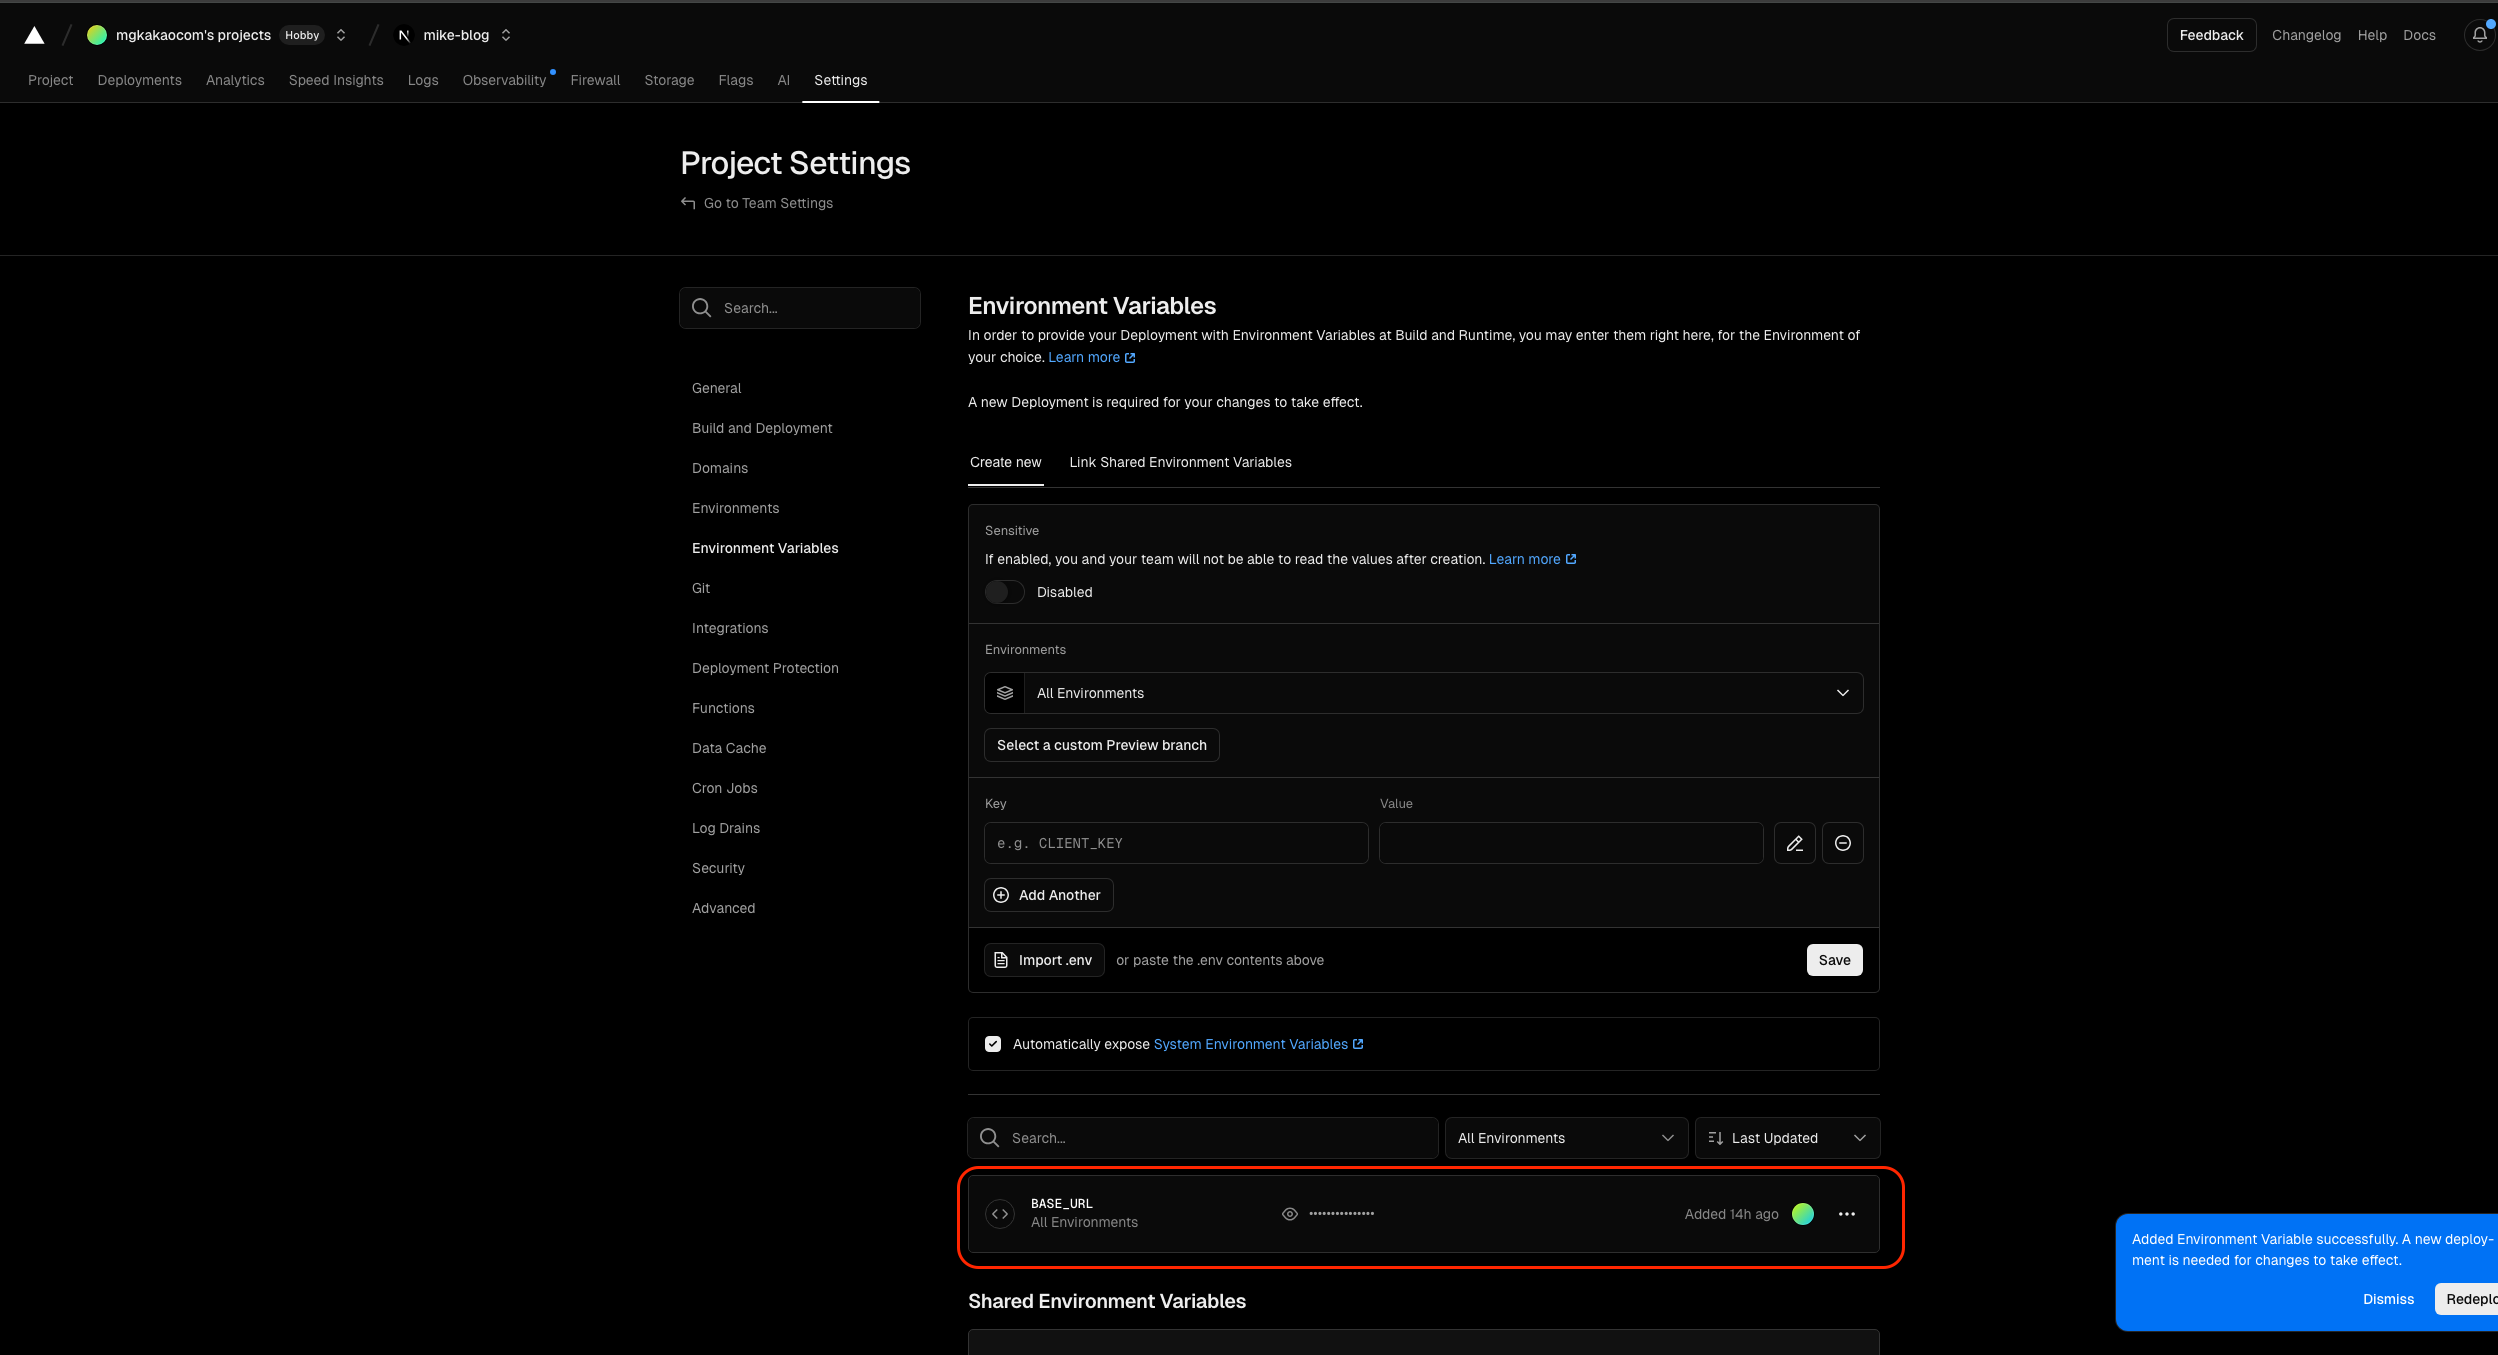 mgkakaocom's projects Hobby mike-blog Feedback Changelog Help Docs
Project Deployments Analytics Speed Insights Logs Observability Firewall Storage Flags AI Settings
Project Settings
Go to Team Settings
Search...
General
Build and Deployment
Domains
Environments
Environment Variables
Git
Integrations
Deployment Protection
Functions
Data Cache
Cron Jobs
Log Drains
Security
Advanced
Environment Variables
In order to provide your Deployment with Environment Variables at Build and Runtime, you may enter them right here, for the Environment of
your choice. Learn more
A new Deployment is required for your changes to take effect.
Create new Link Shared Environment Variables
Sensitive
If enabled, you and your team will not be able to read the values after creation. Learn more
Disabled
Environments
All Environments
Select a custom Preview branch
Key Value
e.g. CLIENT_KEY
Add Another
Import .env or paste the .env contents above Save
Automatically expose System Environment Variables
Search... All Environments Last Updated
BASE_URL
All Environments
••••••••••••••• Added 14h ago
Shared Environment Variables
Added Environment Variable successfully. A new deploy-
ment is needed for changes to take effect.
Dismiss Redeplo